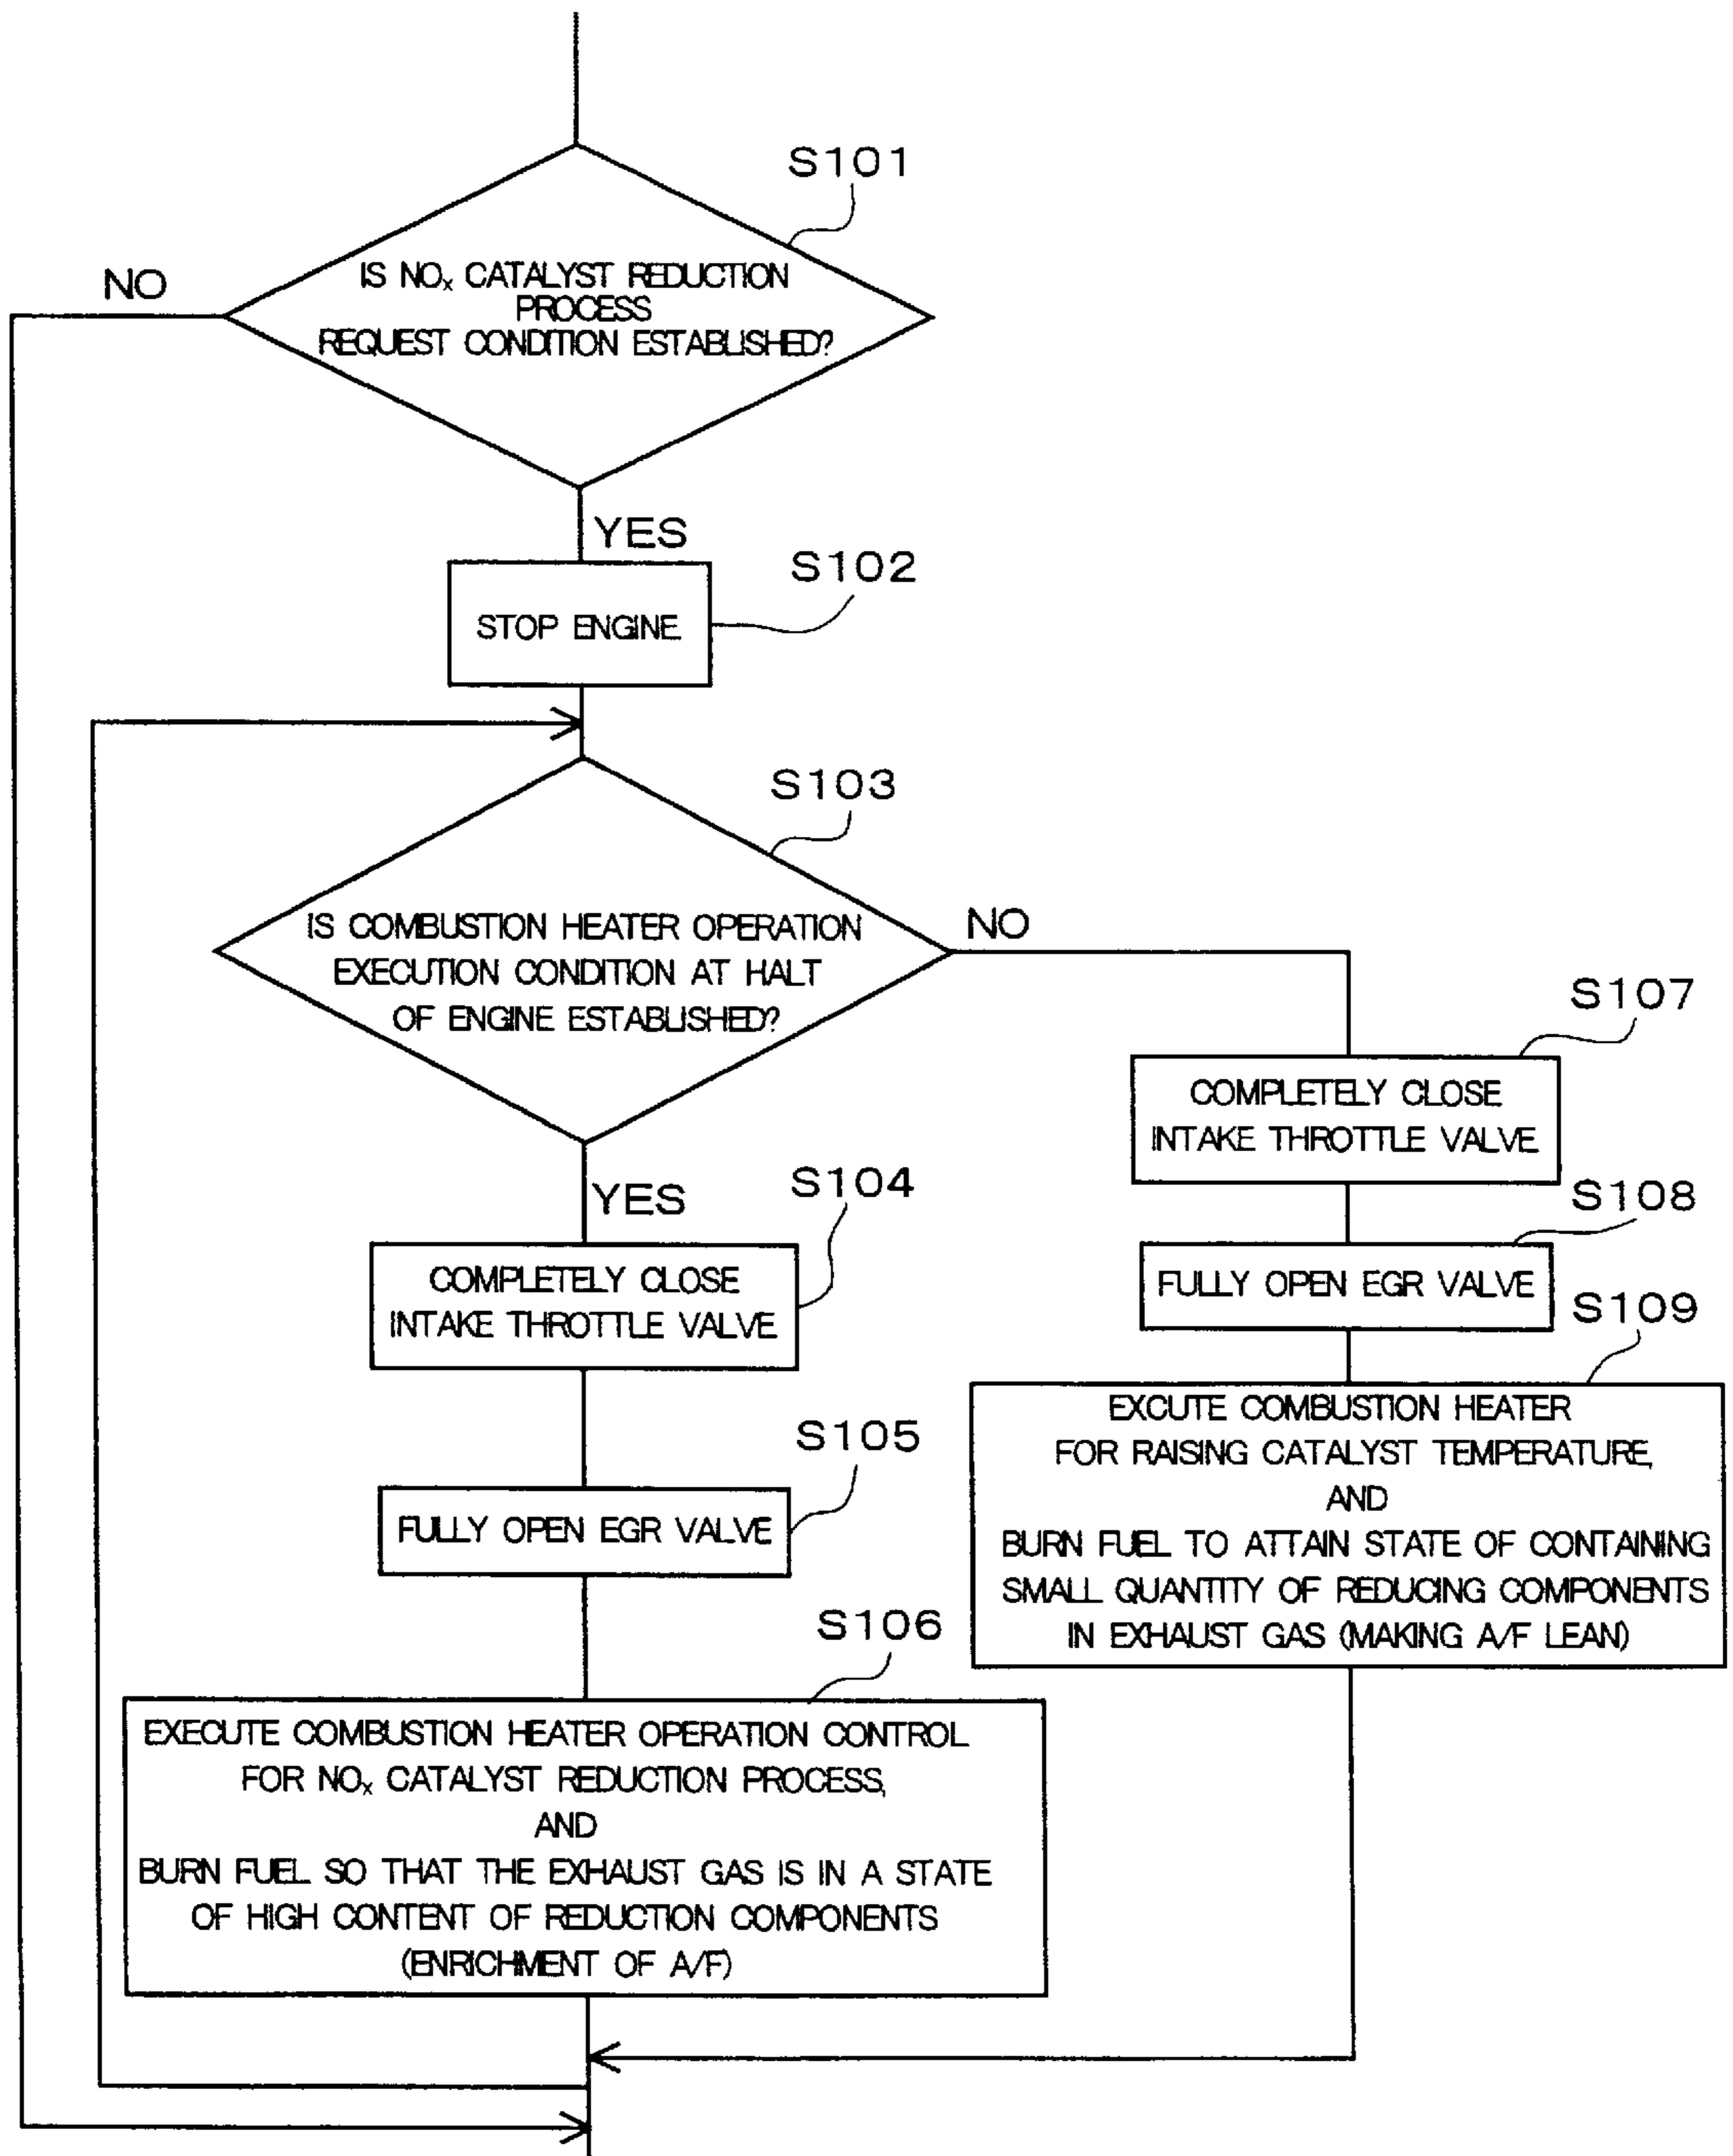 S101
NO
IS NOx CATALYST REDUCTION
PROCESS
REQUEST CONDITION ESTABLISHED?
YES
S102
STOP ENGINE
S103
IS COMBUSTION HEATER OPERATION
EXECUTION CONDITION AT HALT
OF ENGINE ESTABLISHED?
NO
YES
S104
COMPLETELY CLOSE
INTAKE THROTTLE VALVE
S105
FULLY OPEN EGR VALVE
S106
EXECUTE COMBUSTION HEATER OPERATION CONTROL
FOR NOx CATALYST REDUCTION PROCESS,
AND
BURN FUEL SO THAT THE EXHAUST GAS IS IN A STATE
OF HIGH CONTENT OF REDUCTION COMPONENTS
(ENRICHMENT OF A/F)
S107
COMPLETELY CLOSE
INTAKE THROTTLE VALVE
S108
FULLY OPEN EGR VALVE
S109
EXCUTE COMBUSTION HEATER
FOR RAISING CATALYST TEMPERATURE,
AND
BURN FUEL TO ATTAIN STATE OF CONTAINING
SMALL QUANTITY OF REDUCING COMPONENTS
IN EXHAUST GAS (MAKING A/F LEAN)